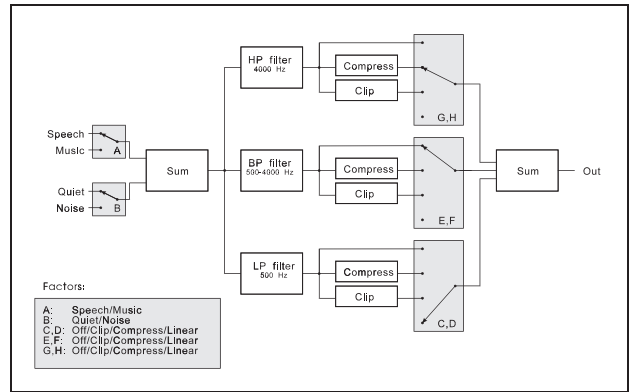 HP filter
4000 Hz
Compress
Clip
G,H
Speech
Music
A
Quiet
Noise
B
Sum
BP filter
500-4000 Hz
Compress
Clip
E,F
Sum
Out
LP filter
500 Hz
Compress
Clip
C,D
Factors:
A: Speech/Music
B: Quiet/Noise
C,D: Off/Clip/Compress/Linear
E,F: Off/Clip/Compress/Linear
G,H: Off/Clip/Compress/Linear